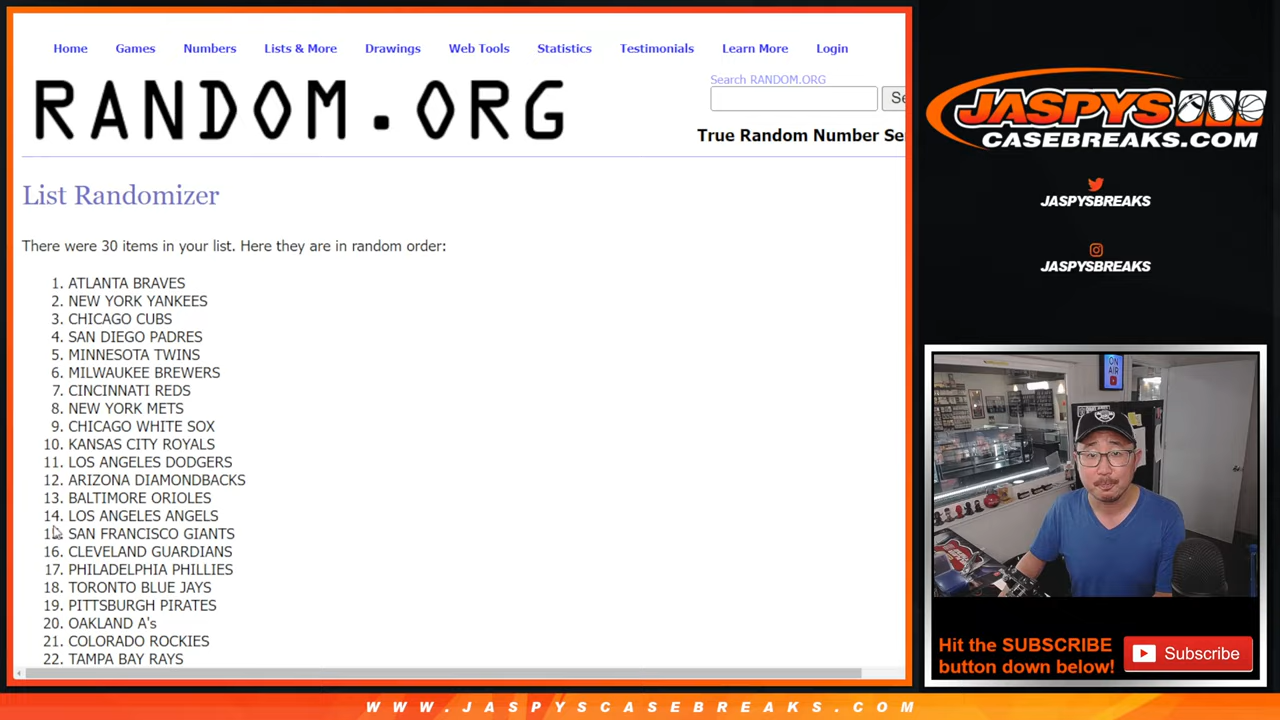 Home Games Numbers Lists & More Drawings Web Tools Statistics Testimonials Learn More Login
Search RANDOM.ORG
RANDOM.ORG
True Random Number Se
List Randomizer
There were 30 items in your list. Here they are in random order:
1. ATLANTA BRAVES
2. NEW YORK YANKEES
3. CHICAGO CUBS
4. SAN DIEGO PADRES
5. MINNESOTA TWINS
6. MILWAUKEE BREWERS
7. CINCINNATI REDS
8. NEW YORK METS
9. CHICAGO WHITE SOX
10. KANSAS CITY ROYALS
11. LOS ANGELES DODGERS
12. ARIZONA DIAMONDBACKS
13. BALTIMORE ORIOLES
14. LOS ANGELES ANGELS
15. SAN FRANCISCO GIANTS
16. CLEVELAND GUARDIANS
17. PHILADELPHIA PHILLIES
18. TORONTO BLUE JAYS
19. PITTSBURGH PIRATES
20. OAKLAND A's
21. COLORADO ROCKIES
22. TAMPA BAY RAYS
JASPYS
CASEBREAKS.COM
JASPYSBREAKS
JASPYSBREAKS
ON AIR
Hit the SUBSCRIBE
button down below!
Subscribe
WWW.JASPYSCASEBREAKS.COM